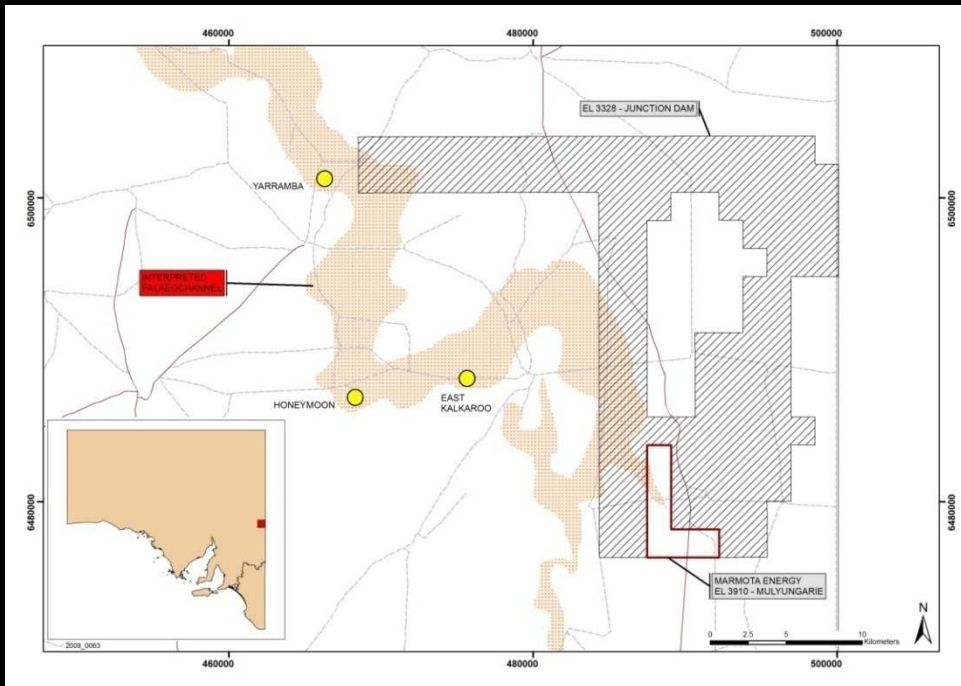 460000
480000
500000
EL 3328 - JUNCTION DAM
YARRAMBA
6500000
6500000
INTERPRETED
PALAEOCHANNEL
HONEYMOON
EAST
KALKAROO
6480000
6480000
MARMOTA ENERGY
EL 3910 - MULYUNGARIE
N
0 2.5 5 10
Kilometers
2009_0063
460000
480000
500000